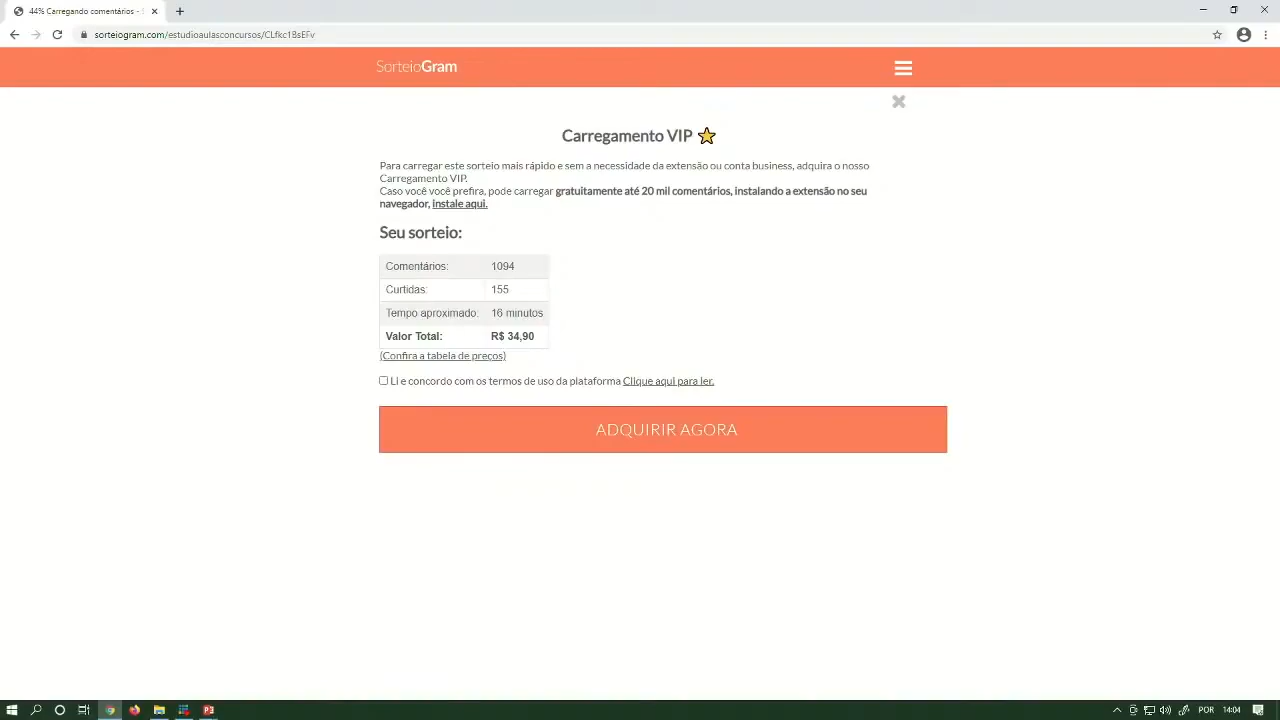 44% Carregando comentários -
sorteiogram.com/estudioaulasconcursos/CLfkc1BsEFv
SorteioGram
Carregamento VIP
Para carregar este sorteio mais rápido e sem a necessidade da extensão ou conta business, adquira o nosso
Carregamento VIP.
Caso você você prefira, pode carregar gratuitamente até 20 mil comentários, instalando a extensão no seu
navegador, instale aqui.
Seu sorteio:
Comentários: 1094
Curtidas: 155
Tempo aproximado: 16 minutos
Valor Total: R$ 34,90
(Confira a tabela de preços)
Li e concordo com os termos de uso da plataforma Clique aqui para ler.
ADQUIRIR AGORA
POR 14:04